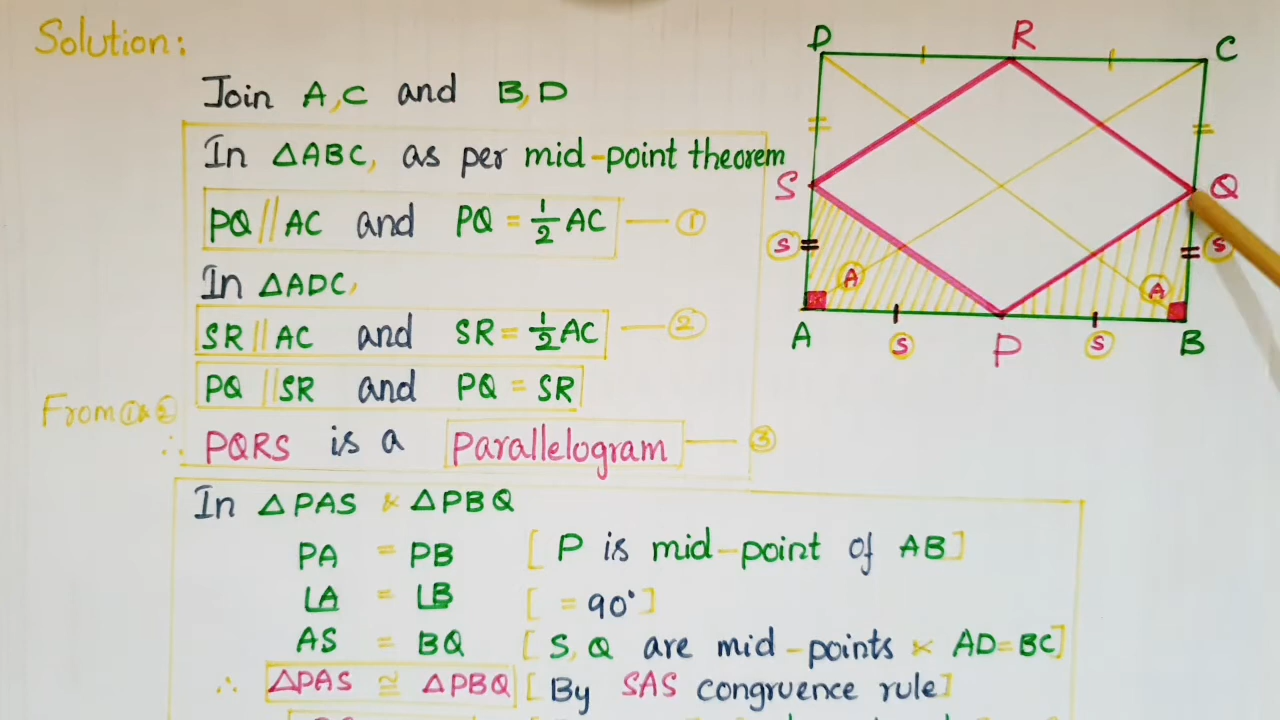 Solution:
Join A,C and B,D
In ΔABC, as per mid-point theorem
PQ || AC and PQ = 1/2 AC — ①
In ΔADC,
SR || AC and SR = 1/2 AC — ②
PQ || SR and PQ = SR
From ① & ②
∴ PQRS is a parallelogram — ③
In ΔPAS & ΔPBQ
PA = PB [P is mid-point of AB]
∠A = ∠B [= 90°]
AS = BQ [S, Q are mid-points & AD=BC]
∴ ΔPAS ≅ ΔPBQ [By SAS congruence rule]
D R C
S Q
S S
A A
A P B
S S